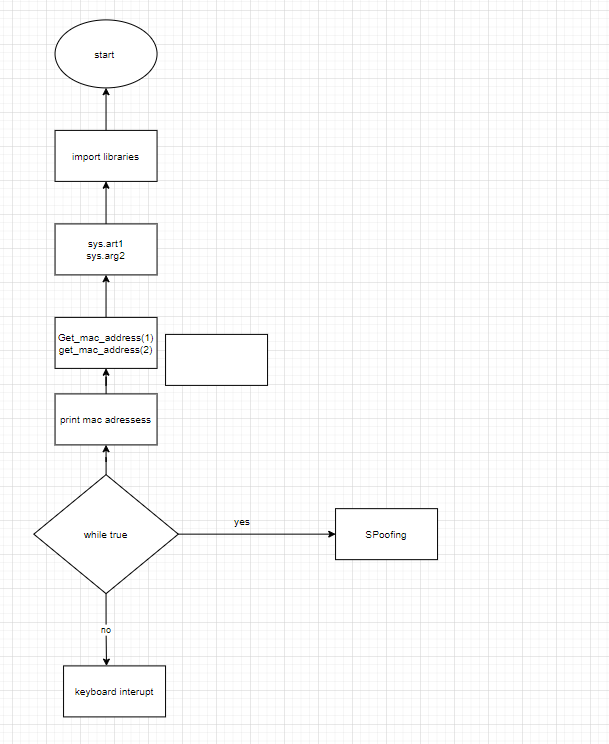 start
import libraries
sys.art1
sys.arg2
Get_mac_address(1)
get_mac_address(2)
print mac adressess
while true
yes
SPoofing
no
keyboard interupt